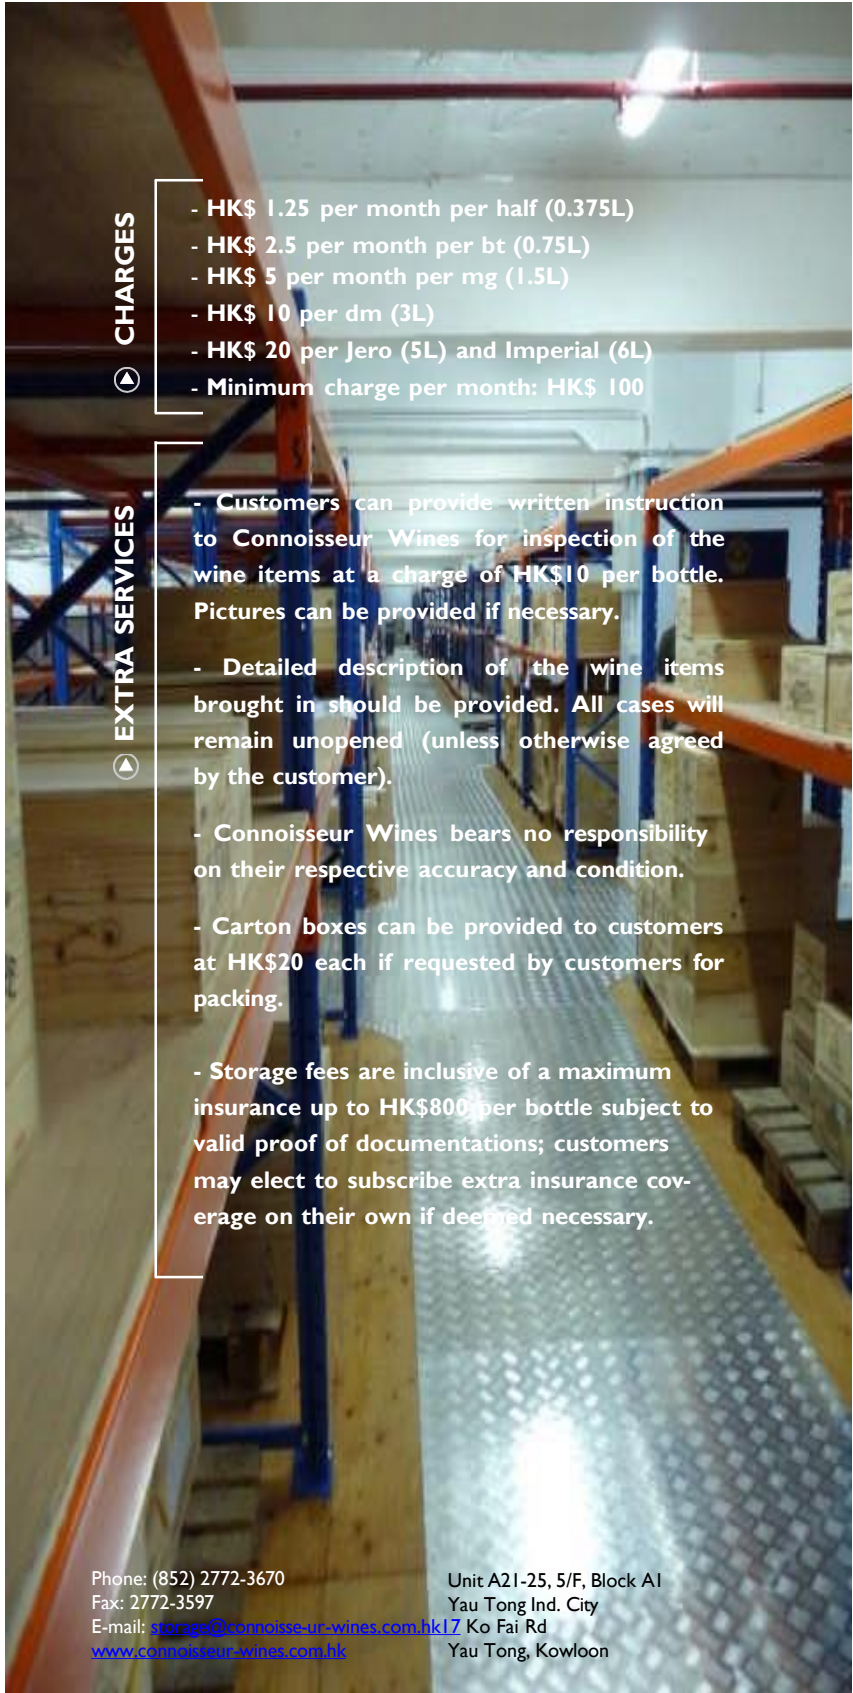 CHARGES
- HK$ 1.25 per month per half (0.375L)
- HK$ 2.5 per month per bt (0.75L)
- HK$ 5 per month per mg (1.5L)
- HK$ 10 per dm (3L)
- HK$ 20 per Jero (5L) and Imperial (6L)
- Minimum charge per month: HK$ 100
EXTRA SERVICES
- Customers can provide written instruction
to Connoisseur Wines for inspection of the
wine items at a charge of HK$10 per bottle.
Pictures can be provided if necessary.
- Detailed description of the wine items
brought in should be provided. All cases will
remain unopened (unless otherwise agreed
by the customer).
- Connoisseur Wines bears no responsibility
on their respective accuracy and condition.
- Carton boxes can be provided to customers
at HK$20 each if requested by customers for
packing.
- Storage fees are inclusive of a maximum
insurance up to HK$800 per bottle subject to
valid proof of documentations; customers
may elect to subscribe extra insurance cov-
erage on their own if deemed necessary.
Phone: (852) 2772-3670
Fax: 2772-3597
E-mail: storage@connoisse-ur-wines.com.hk17 Ko Fai Rd
www.connoisseur-wines.com.hk
Unit A21-25, 5/F, Block A1
Yau Tong Ind. City
Yau Tong, Kowloon